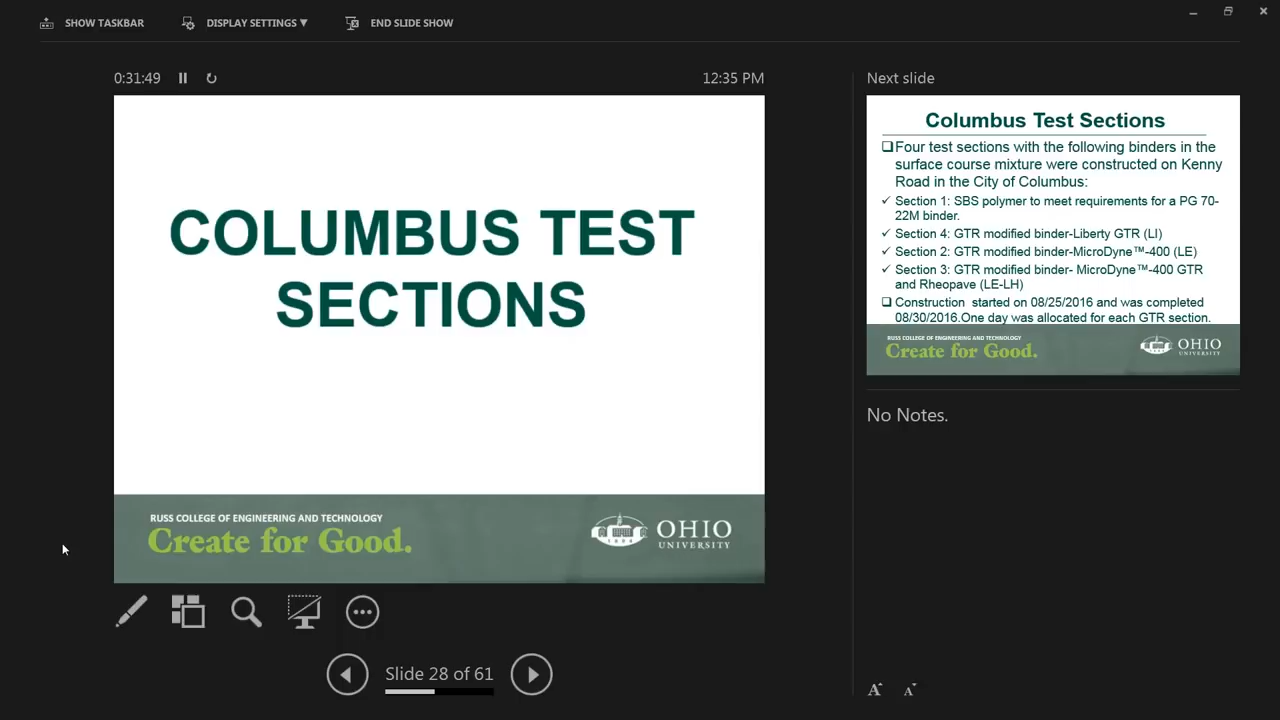 SHOW TASKBAR
DISPLAY SETTINGS ▼
END SLIDE SHOW
0:31:49
12:35 PM
COLUMBUS TEST
SECTIONS
RUSS COLLEGE OF ENGINEERING AND TECHNOLOGY
Create for Good.
1804
OHIO
UNIVERSITY
Slide 28 of 61
Next slide
Columbus Test Sections
❑Four test sections with the following binders in the
surface course mixture were constructed on Kenny
Road in the City of Columbus:
✓ Section 1: SBS polymer to meet requirements for a PG 70-
22M binder.
✓ Section 4: GTR modified binder-Liberty GTR (LI)
✓ Section 2: GTR modified binder-MicroDyne™-400 (LE)
✓ Section 3: GTR modified binder- MicroDyne™-400 GTR
and Rheopave (LE-LH)
❑ Construction started on 08/25/2016 and was completed
08/30/2016.One day was allocated for each GTR section.
RUSS COLLEGE OF ENGINEERING AND TECHNOLOGY
Create for Good.
OHIO
UNIVERSITY
No Notes.
A A